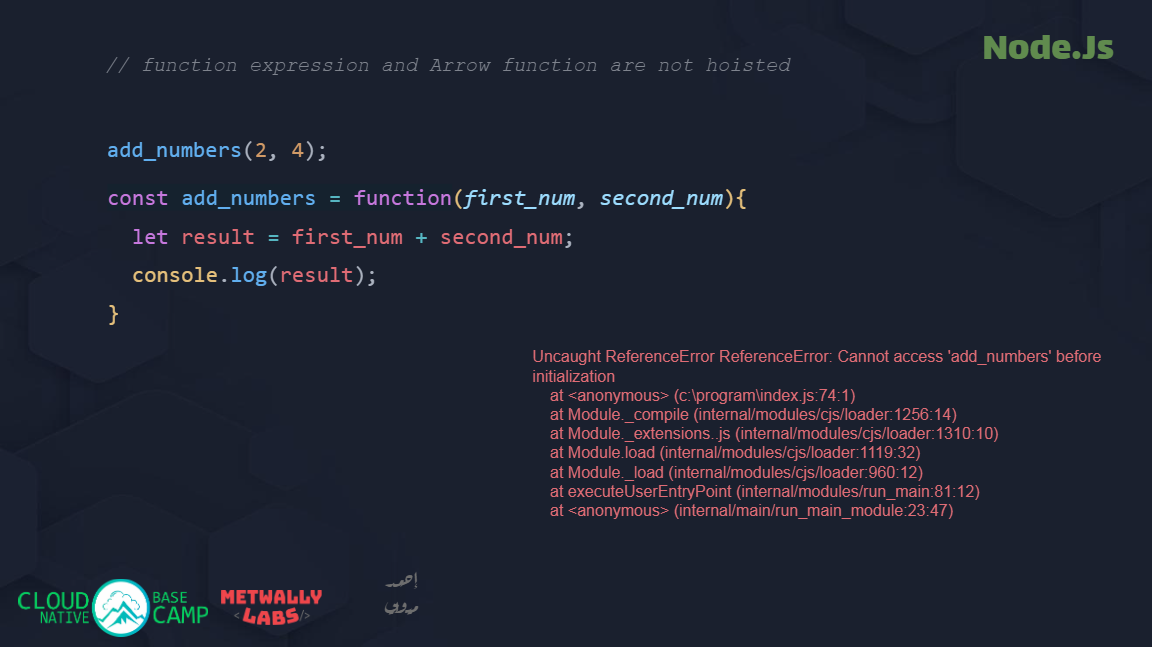 Node.Js
// function expression and Arrow function are not hoisted
add_numbers(2, 4);
const add_numbers = function(first_num, second_num){
let result = first_num + second_num;
console.log(result);
}
Uncaught ReferenceError ReferenceError: Cannot access 'add_numbers' before
initialization
at <anonymous> (c:\program\index.js:74:1)
at Module._compile (internal/modules/cjs/loader:1256:14)
at Module._extensions..js (internal/modules/cjs/loader:1310:10)
at Module.load (internal/modules/cjs/loader:1119:32)
at Module._load (internal/modules/cjs/loader:960:12)
at executeUserEntryPoint (internal/modules/run_main:81:12)
at <anonymous> (internal/main/run_main_module:23:47)
CLOUD
NATIVE
BASE
CAMP
METWALLY
<LABS/>
أحمد